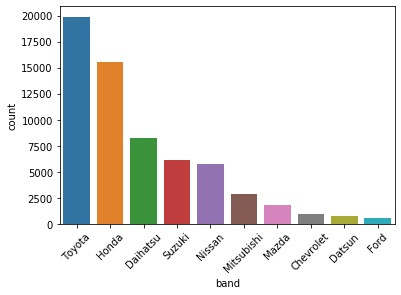 20000
17500
15000
12500
10000
7500
5000
2500
0
count
Toyota
Honda
Daihatsu
Suzuki
Nissan
Mitsubishi
Mazda
Chevrolet
Datsun
Ford
band